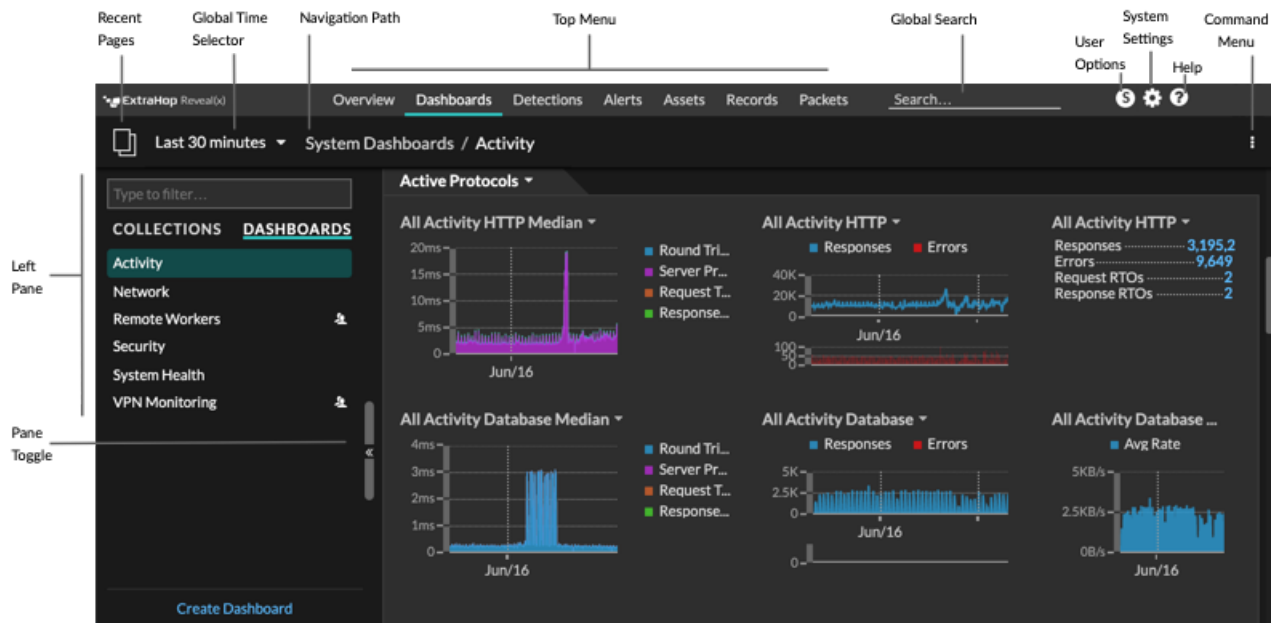 Recent Pages
Global Time Selector
Navigation Path
Top Menu
Global Search
User Options
System Settings
Help
Command Menu
ExtraHop Reveal(x)
Overview Dashboards Detections Alerts Assets Records Packets Search...
S ?
Last 30 minutes System Dashboards / Activity
Left Pane
Pane Toggle
Type to filter...
COLLECTIONS DASHBOARDS
Activity
Network
Remote Workers
Security
System Health
VPN Monitoring
«
Create Dashboard
Active Protocols
All Activity HTTP Median
20ms
15ms
10ms
5ms
0
Jun/16
Round Tri...
Server Pr...
Request T...
Response...
All Activity HTTP
Responses Errors
40K
20K
0
Jun/16
100
50
0
All Activity HTTP
Responses 3,195,2
Errors 9,649
Request RTOs 2
Response RTOs 2
All Activity Database Median
4ms
3ms
2ms
1ms
0
Jun/16
Round Tri...
Server Pr...
Request T...
Response...
All Activity Database
Responses Errors
5K
2.5K
0
Jun/16
0
All Activity Database ...
Avg Rate
5KB/s
2.5KB/s
0B/s
Jun/16